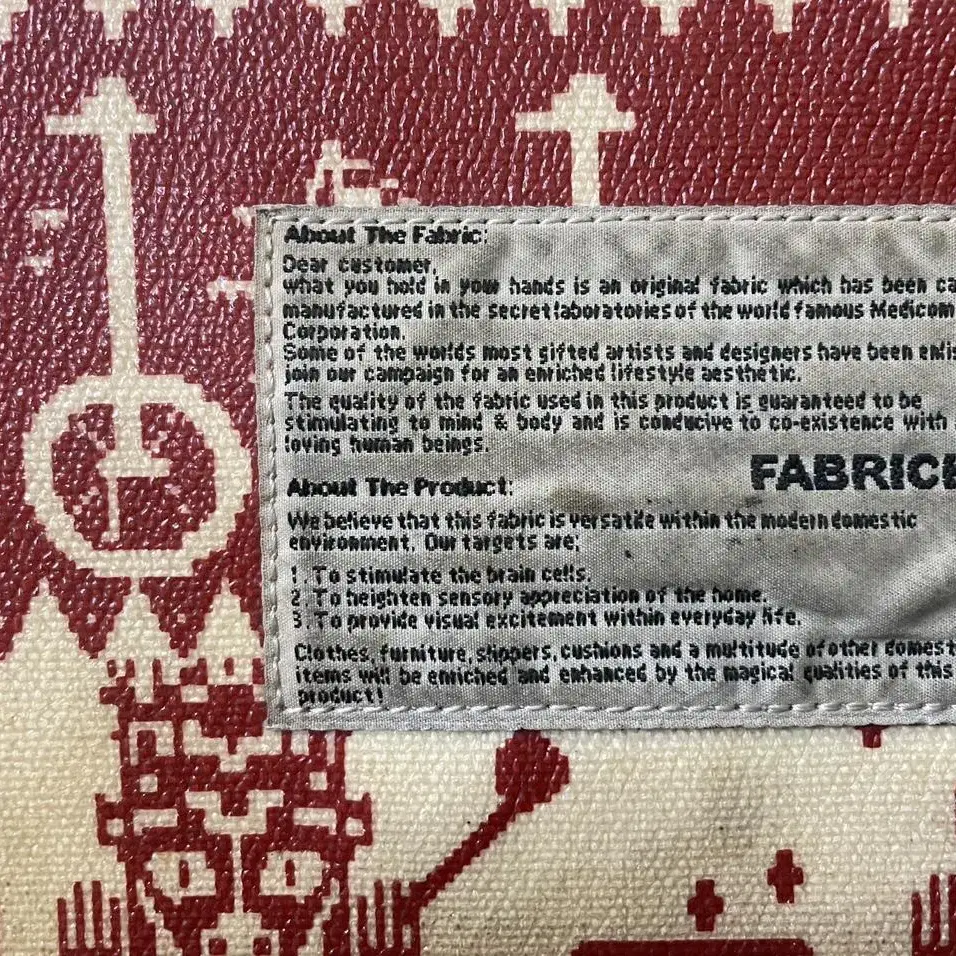 About The Fabric:
Dear customer,
what you hold in your hands is an original fabric which has been ca
manufactured in the secret laboratories of the world famous Medicom
Corporation.
Some of the worlds most gifted artists and designers have been enlis
join our campaign for an enriched lifestyle aesthetic.
The quality of the fabric used in this product is guaranteed to be
stimulating to mind & body and is conducive to co-existence with
loving human beings.
FABRICE
About The Product:
We believe that this fabric is versatile within the modern domestic
environment. Our targets are;
1. To stimulate the brain cells.
2. To heighten sensory appreciation of the home.
3. To provide visual excitement within everyday life.
Clothes, furniture, slippers, cushions and a multitude of other domest
items will be enriched and enhanced by the magical qualities of this
product!